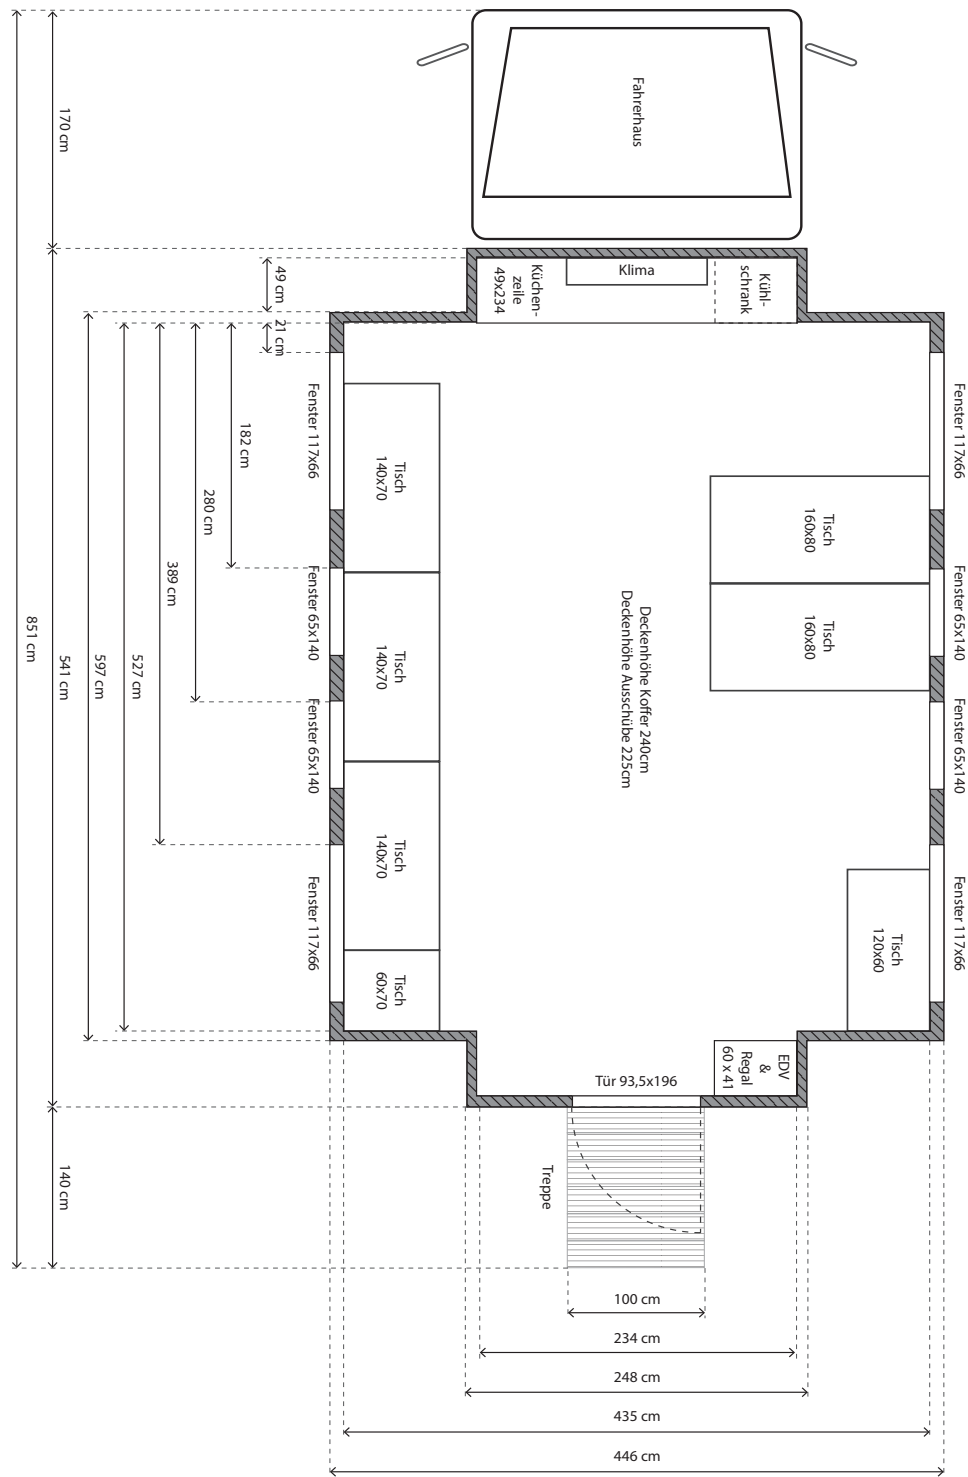 Fahrerhaus
170 cm
49 cm
21 cm
Küchen-
zeile
49x234
Klima
Kühl-
schrank
Fenster 117x66
Fenster 65x140
Fenster 65x140
Fenster 117x66
Fenster 117x66
Fenster 65x140
Fenster 65x140
Fenster 117x66
182 cm
280 cm
389 cm
527 cm
597 cm
541 cm
851 cm
Tisch
140x70
Tisch
140x70
Tisch
140x70
Tisch
60x70
Tisch
160x80
Tisch
160x80
Tisch
120x60
Deckenhöhe Koffer 240cm
Deckenhöhe Ausschübe 225cm
EDV
&
Regal
60 x 41
Tür 93,5x196
Treppe
140 cm
100 cm
234 cm
248 cm
435 cm
446 cm